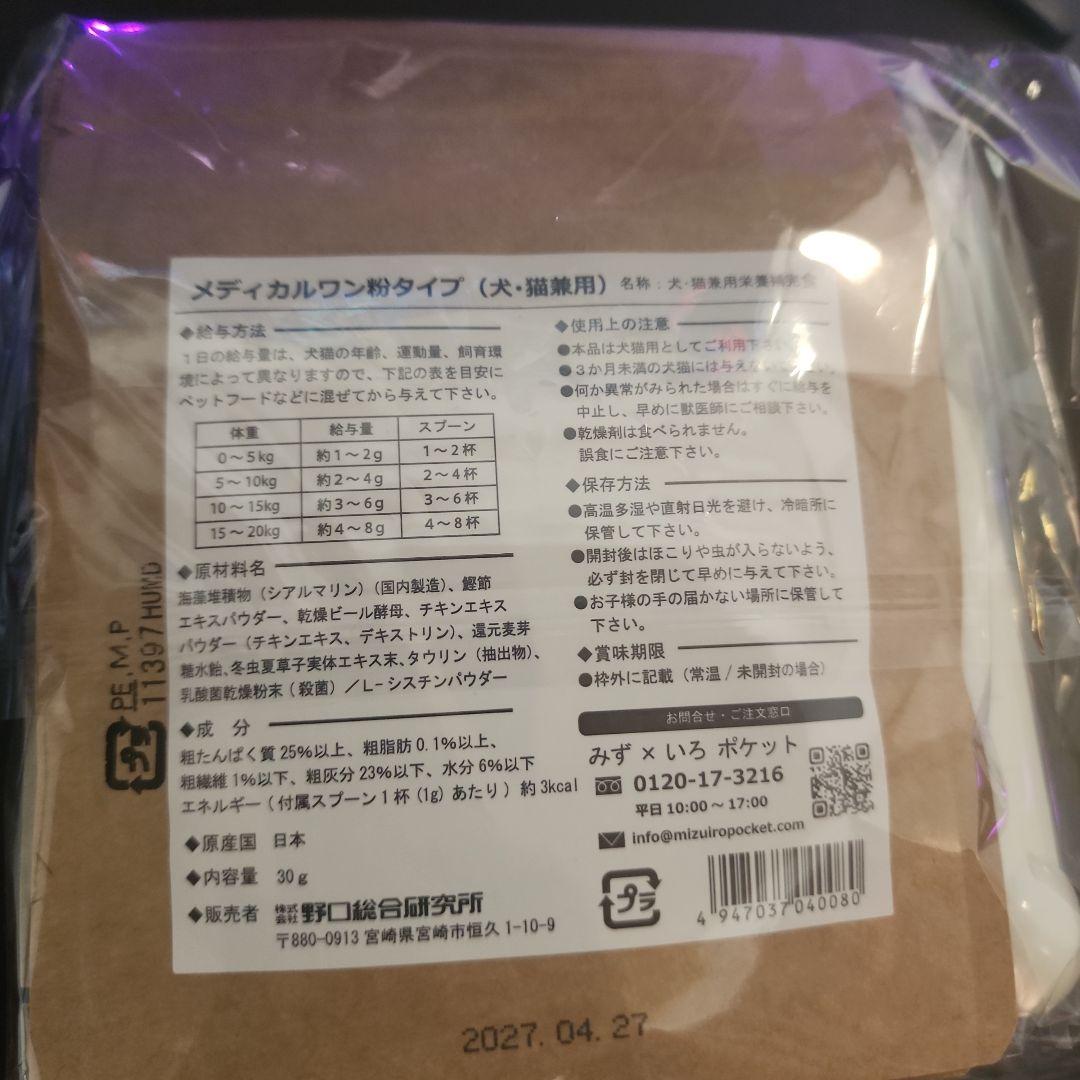 メディカルワン粉タイプ（犬・猫兼用） 名称：犬・猫兼用栄養補完食
◆給与方法
１日の給与量は、犬猫の年齢、運動量、飼育環
境によって異なりますので、下記の表を目安に
ペットフードなどに混ぜてから与えて下さい。
体重 給与量 スプーン
0～5kg 約1～2g 1～2杯
5～10kg 約2～4g 2～4杯
10～15kg 約3～6g 3～6杯
15～20kg 約4～8g 4～8杯
◆原材料名
海藻堆積物（シアルマリン）（国内製造）、鰹節
エキスパウダー、乾燥ビール酵母、チキンエキス
パウダー（チキンエキス、デキストリン）、還元麦芽
糖水飴、冬虫夏草子実体エキス末、タウリン（抽出物）、
乳酸菌乾燥粉末（殺菌）／L-シスチンパウダー
◆成 分
粗たんぱく質25%以上、粗脂肪0.1%以上、
粗繊維1%以下、粗灰分23%以下、水分6%以下
エネルギー（付属スプーン1杯（1g）あたり）約3kcal
◆原産国 日本
◆内容量 30g
◆販売者 株式会社 野口総合研究所
〒880-0913 宮崎県宮崎市恒久1-10-9
◆使用上の注意
●本品は犬猫用としてご利用下さい
●３か月未満の犬猫には与えないで
●何か異常がみられた場合はすぐに給与を
中止し、早めに獣医師にご相談下さい。
●乾燥剤は食べられません。
誤食にご注意下さい。
◆保存方法
●高温多湿や直射日光を避け、冷暗所に
保管して下さい。
●開封後はほこりや虫が入らないよう、
必ず封を閉じて早めに与えて下さい。
●お子様の手の届かない場所に保管して
下さい。
◆賞味期限
●枠外に記載（常温/未開封の場合）
お問合せ・ご注文窓口
みず×いろ ポケット
0120-17-3216
平日10:00～17:00
info@mizuiropocket.com
プラ
4 947037 040080
プラ
PE,M,P
11397HUMD
2027.04.27